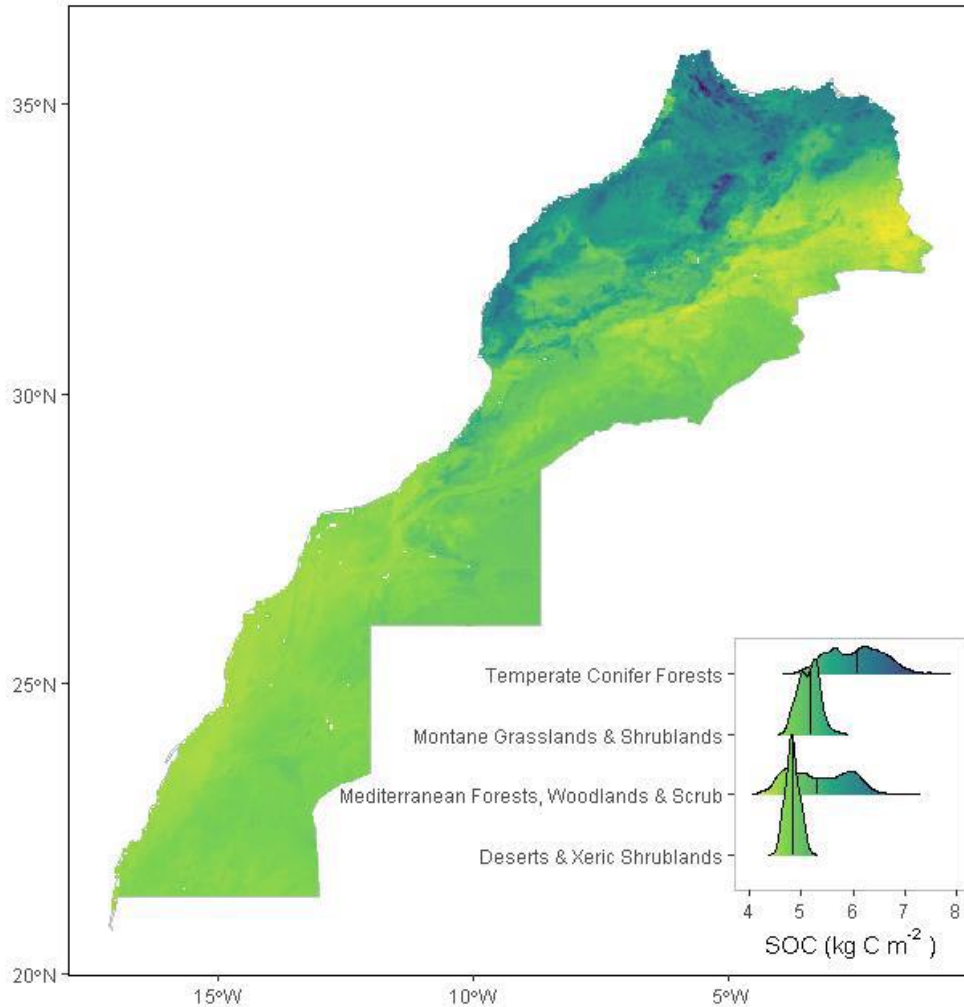 35°N
30°N
25°N
20°N
15°W
10°W
5°W
Temperate Conifer Forests
Montane Grasslands & Shrublands
Mediterranean Forests, Woodlands & Scrub
Deserts & Xeric Shrublands
4 5 6 7 8
SOC (kg C m⁻²)